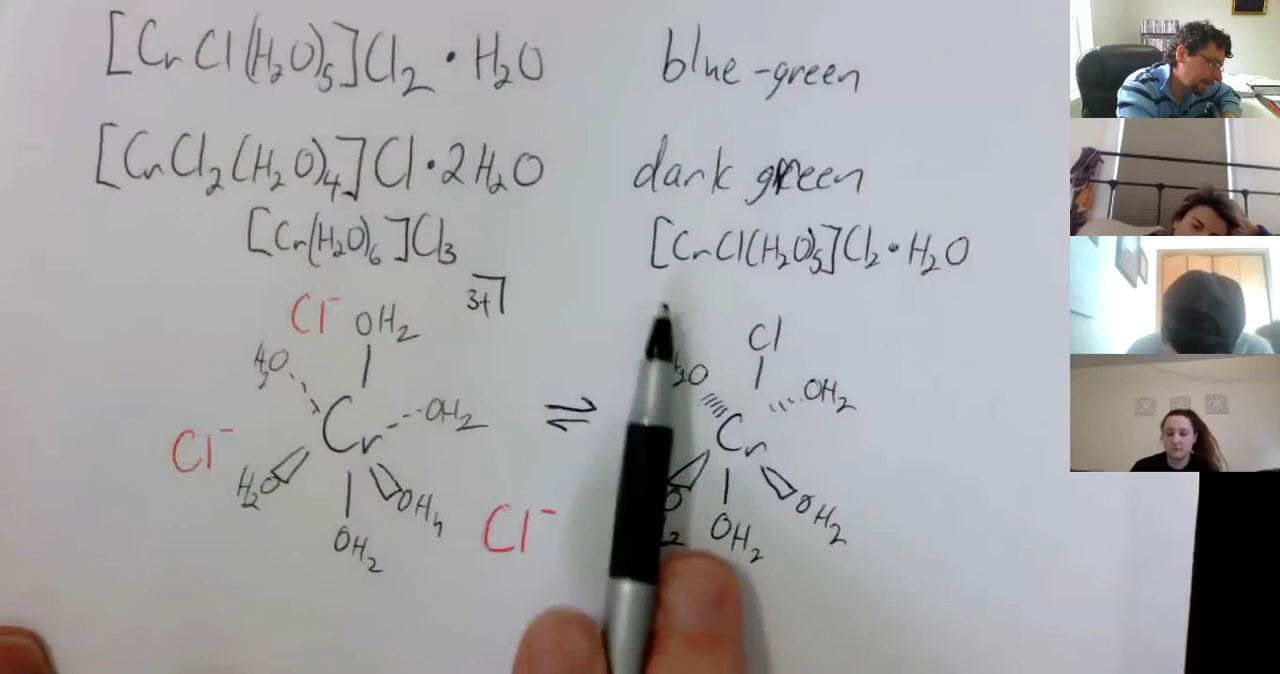 [CrCl(H₂O)₅]Cl₂ • H₂O blue-green
[CrCl₂(H₂O)₄]Cl • 2H₂O dark green
[Cr(H₂O)₆]Cl₃ [CrCl(H₂O)₅]Cl₂ • H₂O
3+
Cl⁻ OH₂ Cl
H₂O OH₂
Cr OH₂ ⇌ Cr
Cl⁻ H₂O OH₂ OH₂
OH₂ Cl⁻ OH₂